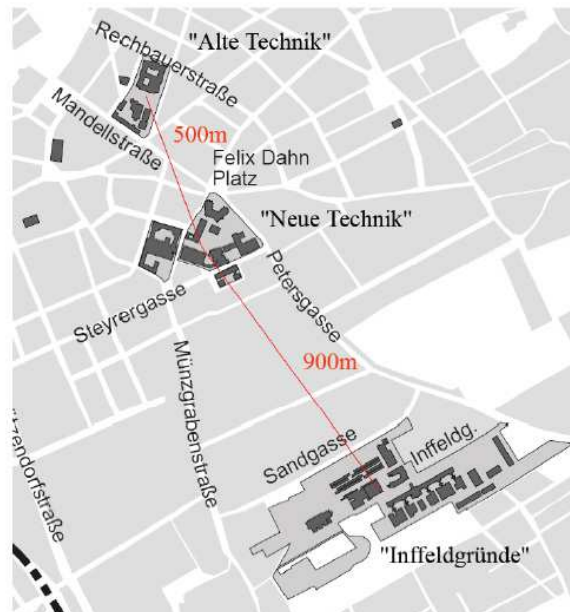 "Alte Technik"
Rechbauerstraße
Mandellstraße
500m
Felix Dahn
Platz
"Neue Technik"
Petersgasse
Steyrergasse
Münzgrabenstraße
900m
Sandgasse
Inffeldg.
"Inffeldgründe"